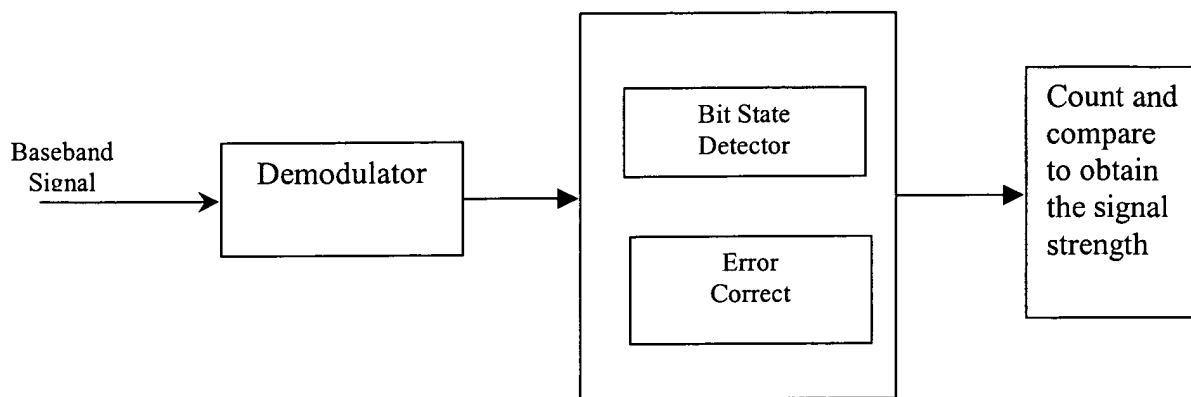 Baseband
Signal
Demodulator
Bit State
Detector
Error
Correct
Count and
compare
to obtain
the signal
strength